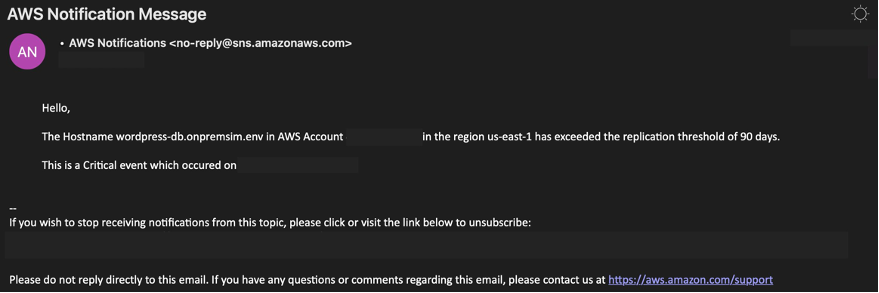 AWS Notification Message
AN
• AWS Notifications <no-reply@sns.amazonaws.com>
Hello,
The Hostname wordpress-db.onpremsim.env in AWS Account in the region us-east-1 has exceeded the replication threshold of 90 days.
This is a Critical event which occured on
--
If you wish to stop receiving notifications from this topic, please click or visit the link below to unsubscribe:
Please do not reply directly to this email. If you have any questions or comments regarding this email, please contact us at https://aws.amazon.com/support